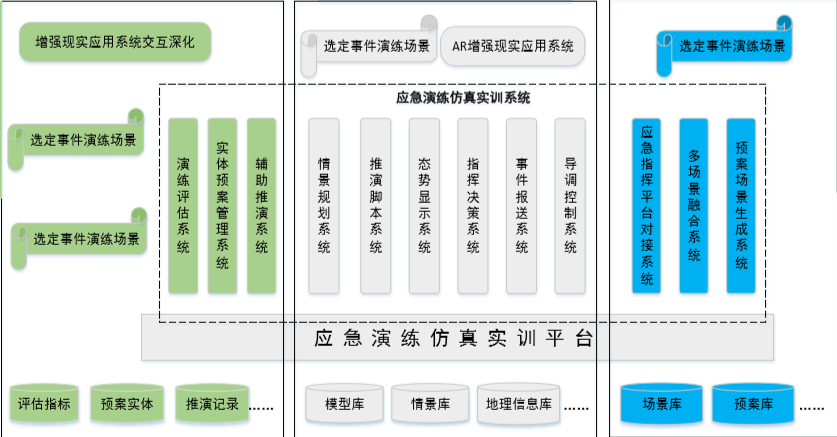 增强现实应用系统交互深化
选定事件演练场景
AR增强现实应用系统
选定事件演练场景
应急演练仿真实训系统
选定事件演练场景
选定事件演练场景
演练评估系统
实体预案管理系统
辅助推演系统
情景规划系统
推演脚本系统
态势显示系统
指挥决策系统
事件报送系统
导调控制系统
应急指挥平台对接系统
多场景融合系统
预案场景生成系统
应急演练仿真实训平台
评估指标
预案实体
推演记录
......
模型库
情景库
地理信息库
......
场景库
预案库
......